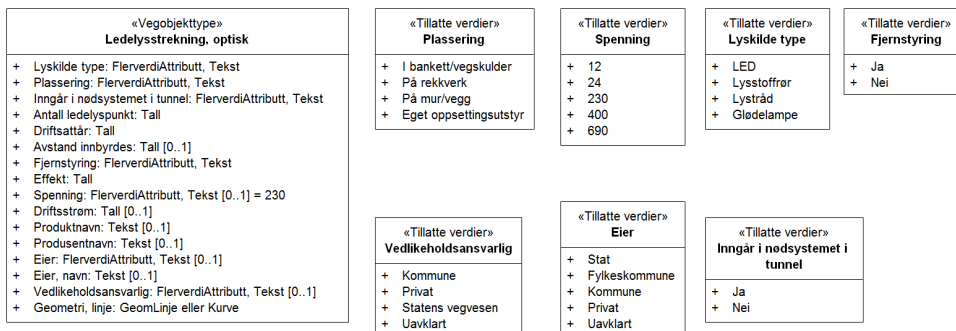 «Vegobjekttype»
Ledelysstrekning, optisk
+ Lyskilde type: FlerverdiAttributt, Tekst
+ Plassering: FlerverdiAttributt, Tekst
+ Inngår i nødsystemet i tunnel: FlerverdiAttributt, Tekst
+ Antall ledelyspunkt: Tall
+ Driftsattår: Tall
+ Avstand innbyrdes: Tall [0..1]
+ Fjernstyring: FlerverdiAttributt, Tekst
+ Effekt: Tall
+ Spenning: FlerverdiAttributt, Tekst [0..1] = 230
+ Driftsstrøm: Tall [0..1]
+ Produktnavn: Tekst [0..1]
+ Produsentnavn: Tekst [0..1]
+ Eier: FlerverdiAttributt, Tekst [0..1]
+ Eier, navn: Tekst [0..1]
+ Vedlikeholdsansvarlig: FlerverdiAttributt, Tekst [0..1]
+ Geometri, linje: GeomLinje eller Kurve
«Tillatte verdier»
Plassering
+ I bankett/vegskulder
+ På rekkverk
+ På mur/vegg
+ Eget oppsettingsutstyr
«Tillatte verdier»
Spenning
+ 12
+ 24
+ 230
+ 400
+ 690
«Tillatte verdier»
Lyskilde type
+ LED
+ Lysstoffrør
+ Lystråd
+ Glødelampe
«Tillatte verdier»
Fjernstyring
+ Ja
+ Nei
«Tillatte verdier»
Vedlikeholdsansvarlig
+ Kommune
+ Privat
+ Statens vegvesen
+ Uavklart
«Tillatte verdier»
Eier
+ Stat
+ Fylkeskommune
+ Kommune
+ Privat
+ Uavklart
«Tillatte verdier»
Inngår i nødsystemet i
tunnel
+ Ja
+ Nei